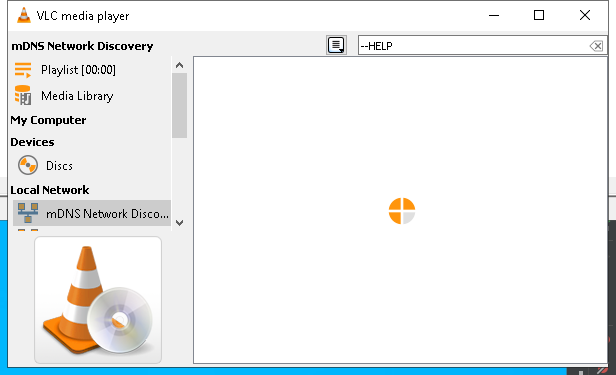 VLC media player
mDNS Network Discovery
--HELP
Playlist [00:00]
Media Library
My Computer
Devices
Discs
Local Network
mDNS Network Disco...